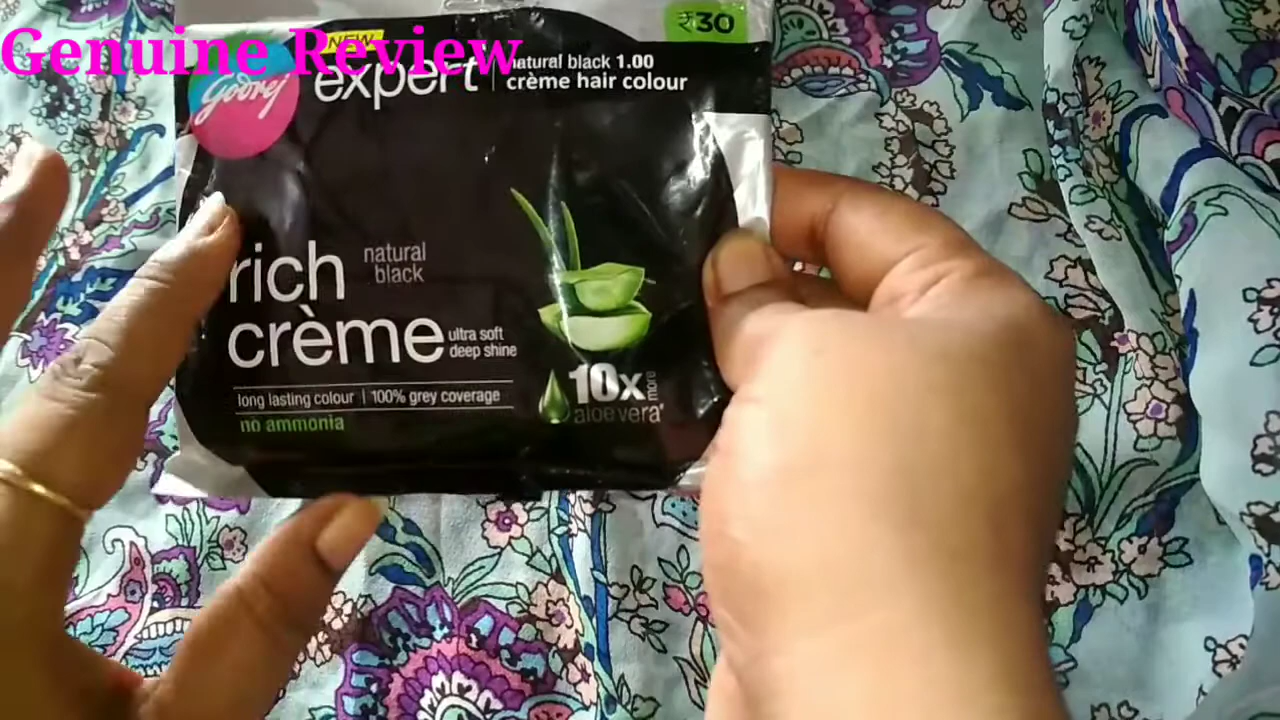 Genuine Review
₹30
NEW
Godrej expert
natural black 1.00
crème hair colour
rich
natural
black
crème
ultra soft
deep shine
long lasting colour | 100% grey coverage
no ammonia
10x
more
aloe vera*